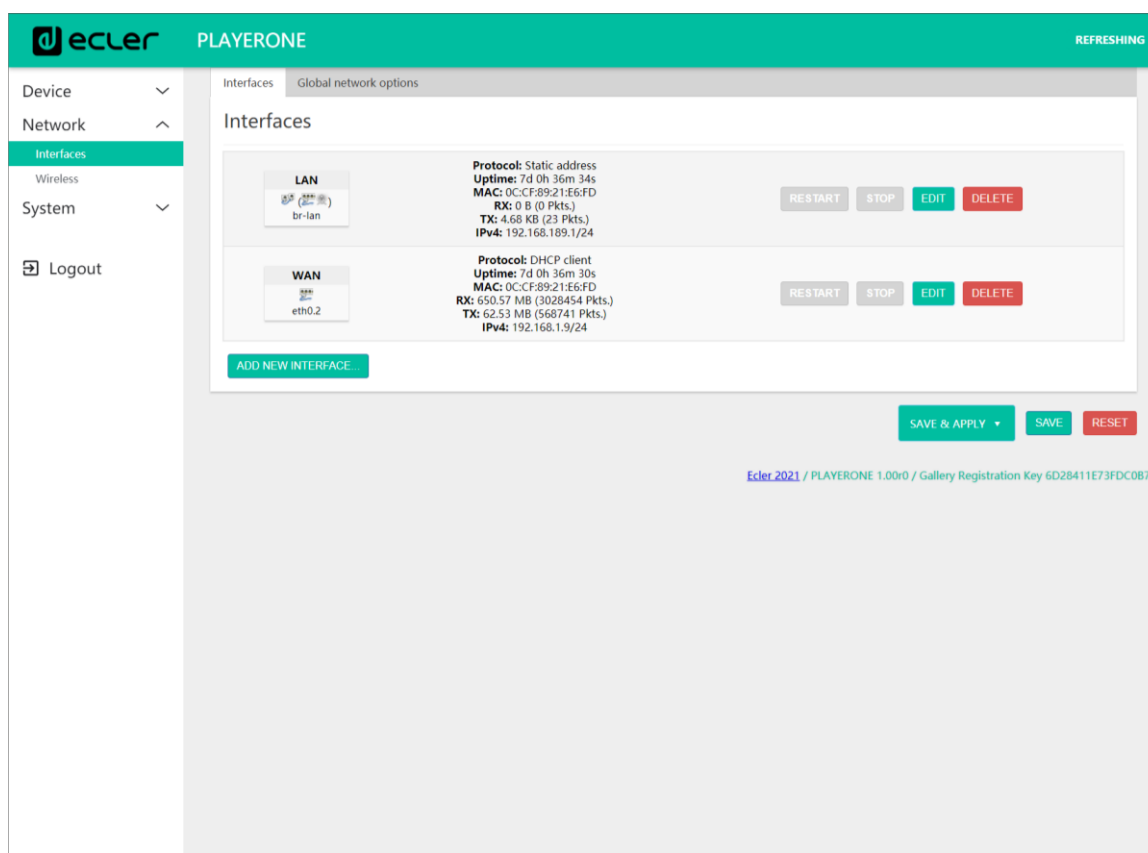 ecler PLAYERONE REFRESHING
Device
Network
Interfaces
Wireless
System
Logout
Interfaces Global network options
Interfaces
LAN
br-lan
Protocol: Static address
Uptime: 7d 0h 36m 34s
MAC: 0C:CF:89:21:E6:FD
RX: 0 B (0 Pkts.)
TX: 4.68 KB (23 Pkts.)
IPv4: 192.168.189.1/24
RESTART STOP EDIT DELETE
WAN
eth0.2
Protocol: DHCP client
Uptime: 7d 0h 36m 30s
MAC: 0C:CF:89:21:E6:FD
RX: 650.57 MB (3028454 Pkts.)
TX: 62.53 MB (568741 Pkts.)
IPv4: 192.168.1.9/24
RESTART STOP EDIT DELETE
ADD NEW INTERFACE...
SAVE & APPLY SAVE RESET
Ecler 2021 / PLAYERONE 1.00r0 / Gallery Registration Key 6D28411E73FDC0B7